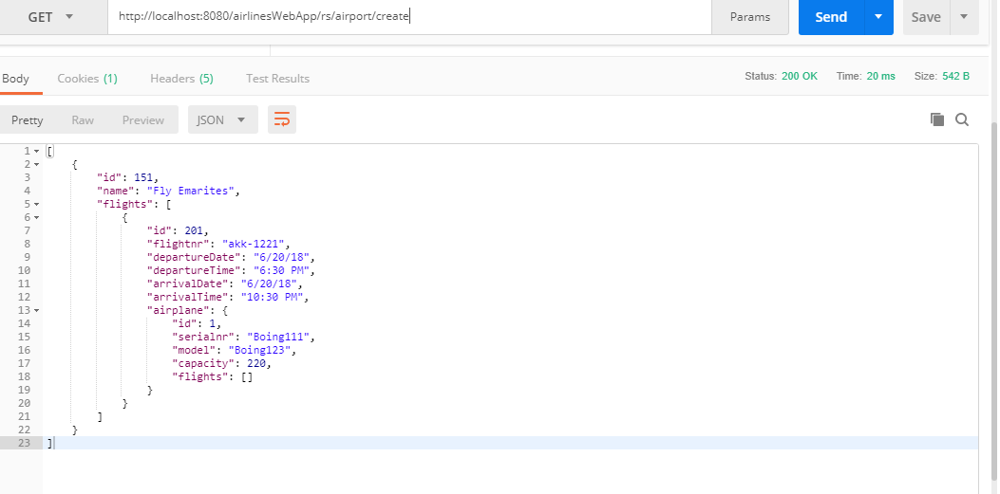 GET http://localhost:8080/airlinesWebApp/rs/airport/create Params Send Save
Body Cookies (1) Headers (5) Test Results Status: 200 OK Time: 20 ms Size: 542 B
Pretty Raw Preview JSON
1 [
2 {
3 "id": 151,
4 "name": "Fly Emarites",
5 "flights": [
6 {
7 "id": 201,
8 "flightnr": "akk-1221",
9 "departureDate": "6/20/18",
10 "departureTime": "6:30 PM",
11 "arrivalDate": "6/20/18",
12 "arrivalTime": "10:30 PM",
13 "airplane": {
14 "id": 1,
15 "serialnr": "Boing111",
16 "model": "Boing123",
17 "capacity": 220,
18 "flights": []
19 }
20 }
21 ]
22 }
23 ]